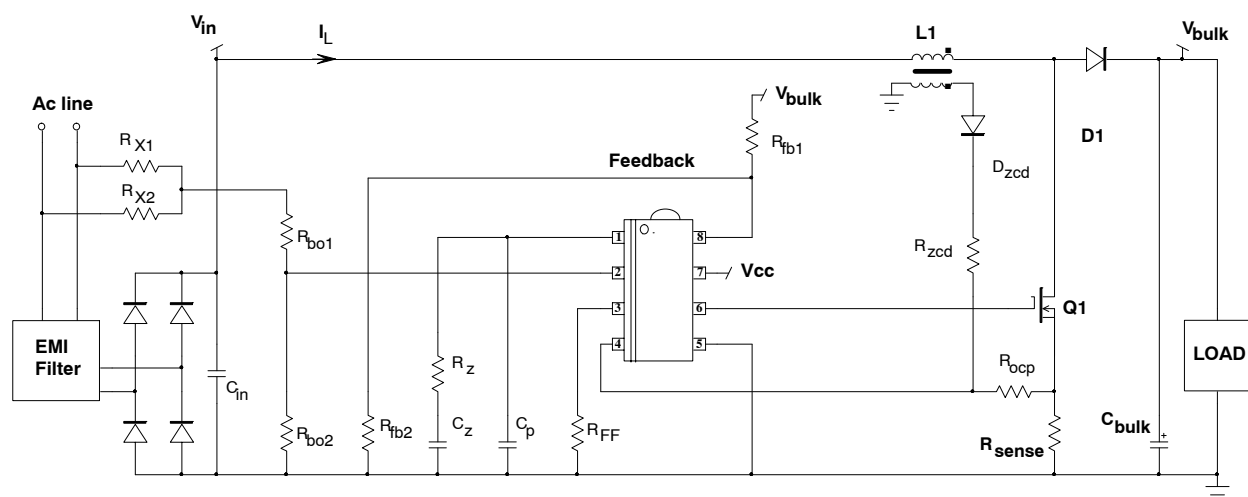 Vin
IL
L1
Vbulk
Ac line
RX1
RX2
Vbulk
Rfb1
Feedback
D1
Dzcd
Rbo1
Rzcd
1
8
2
7
Vcc
3
6
Q1
4
5
EMI
Filter
LOAD
Rz
Rocp
Cin
Rbo2
Rfb2
Cz
Cp
RFF
Rsense
Cbulk
+